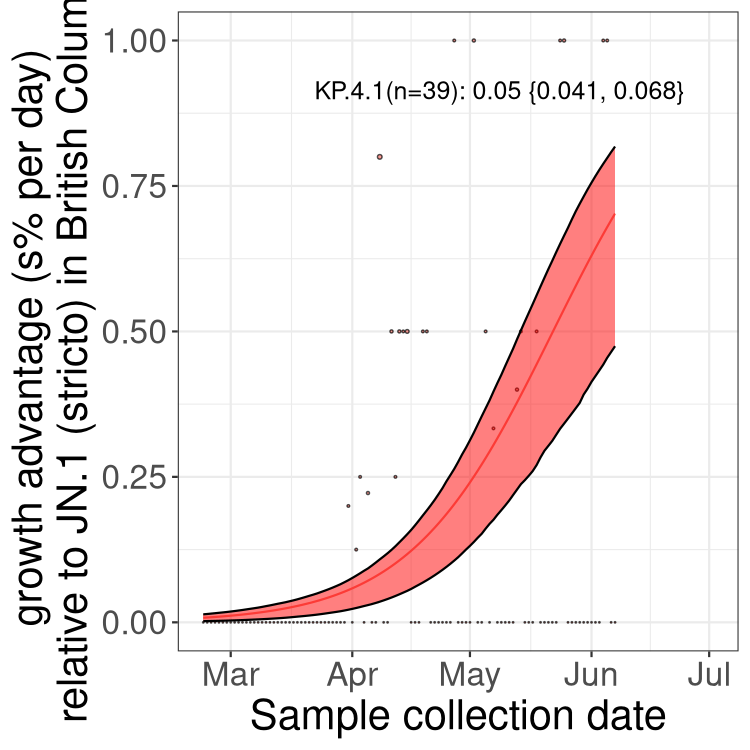 growth advantage (s% per day)
relative to JN.1 (stricto) in British Colum
1.00
0.75
0.50
0.25
0.00
KP.4.1(n=39): 0.05 {0.041, 0.068}
Mar Apr May Jun Jul
Sample collection date